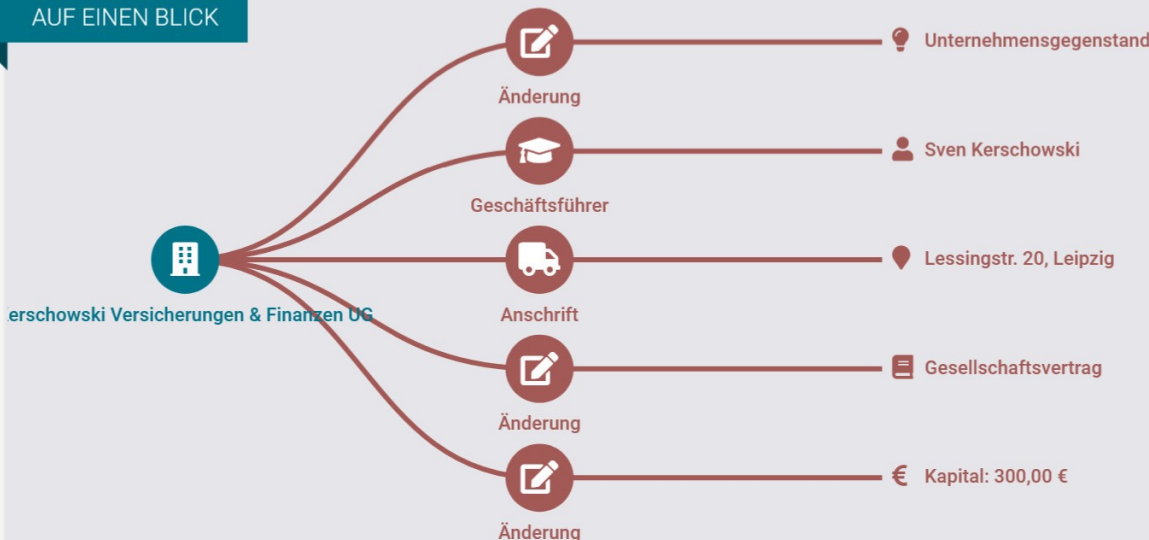 AUF EINEN BLICK
Änderung
Unternehmensgegenstand
Geschäftsführer
Sven Kerschowski
erschowski Versicherungen & Finanzen UG
Anschrift
Lessingstr. 20, Leipzig
Änderung
Gesellschaftsvertrag
Änderung
€ Kapital: 300,00 €